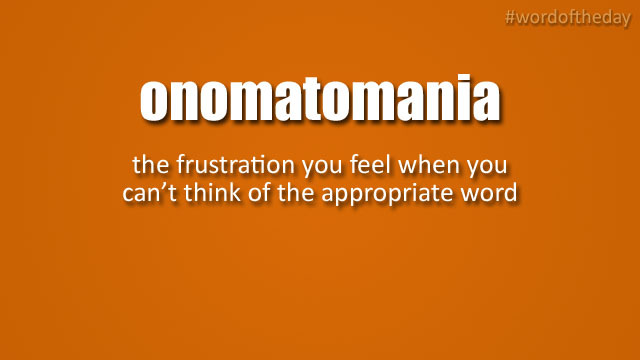 #wordoftheday
onomatomania
the frustration you feel when you
can’t think of the appropriate word